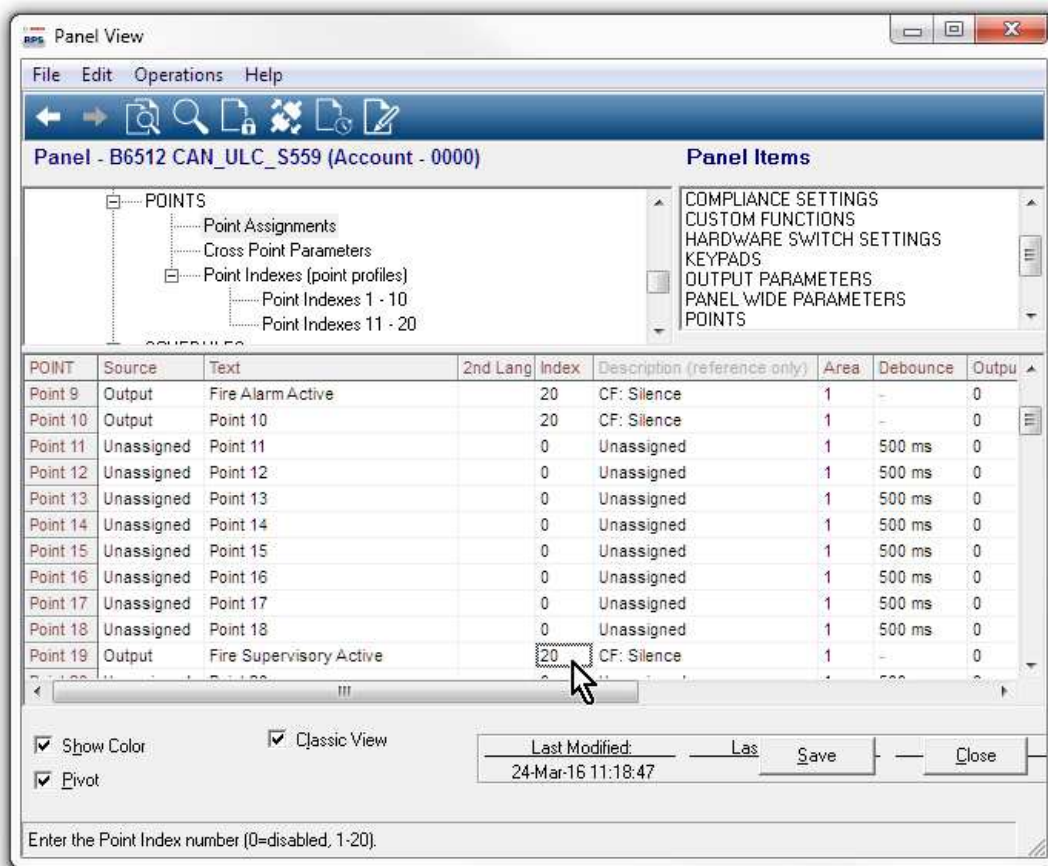 RPS Panel View
File Edit Operations Help
Panel - B6512 CAN_ULC_S559 (Account - 0000)
Panel Items
POINTS
Point Assignments
Cross Point Parameters
Point Indexes (point profiles)
Point Indexes 1 - 10
Point Indexes 11 - 20
COMPLIANCE SETTINGS
CUSTOM FUNCTIONS
HARDWARE SWITCH SETTINGS
KEYPADS
OUTPUT PARAMETERS
PANEL WIDE PARAMETERS
POINTS
POINT Source Text 2nd Lang Index Description (reference only) Area Debounce Outpu
Point 9 Output Fire Alarm Active 20 CF: Silence 1 - 0
Point 10 Output Point 10 20 CF: Silence 1 - 0
Point 11 Unassigned Point 11 0 Unassigned 1 500 ms 0
Point 12 Unassigned Point 12 0 Unassigned 1 500 ms 0
Point 13 Unassigned Point 13 0 Unassigned 1 500 ms 0
Point 14 Unassigned Point 14 0 Unassigned 1 500 ms 0
Point 15 Unassigned Point 15 0 Unassigned 1 500 ms 0
Point 16 Unassigned Point 16 0 Unassigned 1 500 ms 0
Point 17 Unassigned Point 17 0 Unassigned 1 500 ms 0
Point 18 Unassigned Point 18 0 Unassigned 1 500 ms 0
Point 19 Output Fire Supervisory Active 20 CF: Silence 1 - 0
Show Color
Classic View
Pivot
Last Modified:
24-Mar-16 11:18:47
Las
Save
Close
Enter the Point Index number (0=disabled, 1-20).